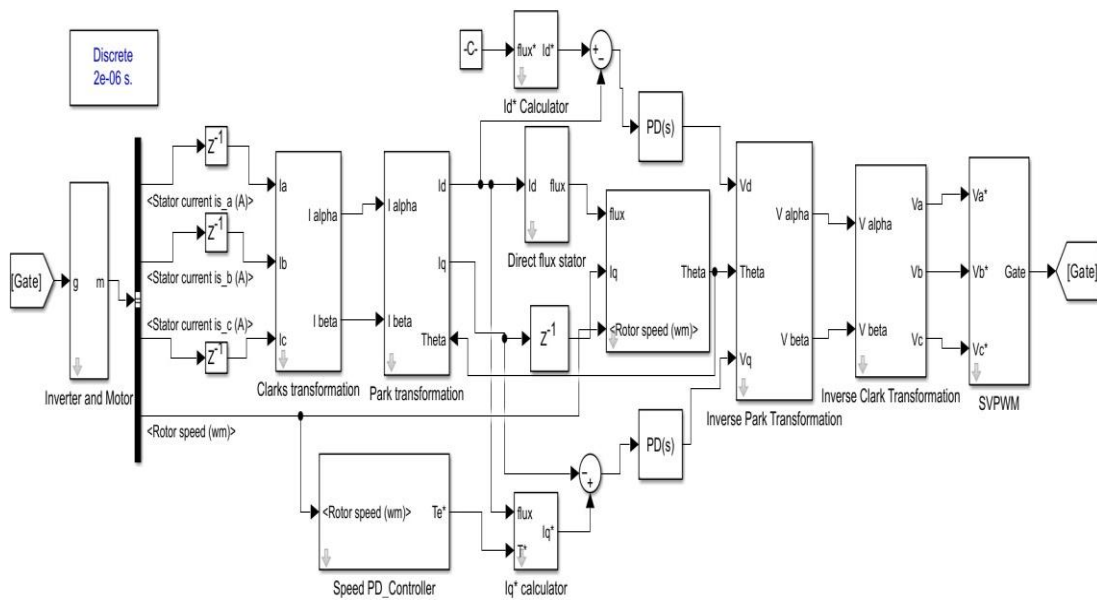 Discrete
2e-06 s.
-C-
flux*
Id*
Id* Calculator
+
−
PD(s)
Z-1
<Stator current is_a (A)>
Z-1
<Stator current is_b (A)>
<Stator current is_c (A)>
Z-1
[Gate]
g
m
Inverter and Motor
<Rotor speed (wm)>
Ia
Ib
Ic
I alpha
I beta
Clarks transformation
I alpha
I beta
Id
Iq
Theta
Park transformation
Id
flux
Direct flux stator
Z-1
flux
Iq
<Rotor speed (wm)>
Theta
Vd
Theta
Vq
V alpha
V beta
Inverse Park Transformation
V alpha
V beta
Va
Vb
Vc
Inverse Clark Transformation
Va*
Vb*
Vc*
Gate
SVPWM
[Gate]
PD(s)
−
+
<Rotor speed (wm)>
Te*
Speed PD_Controller
flux
T*
Iq*
Iq* calculator